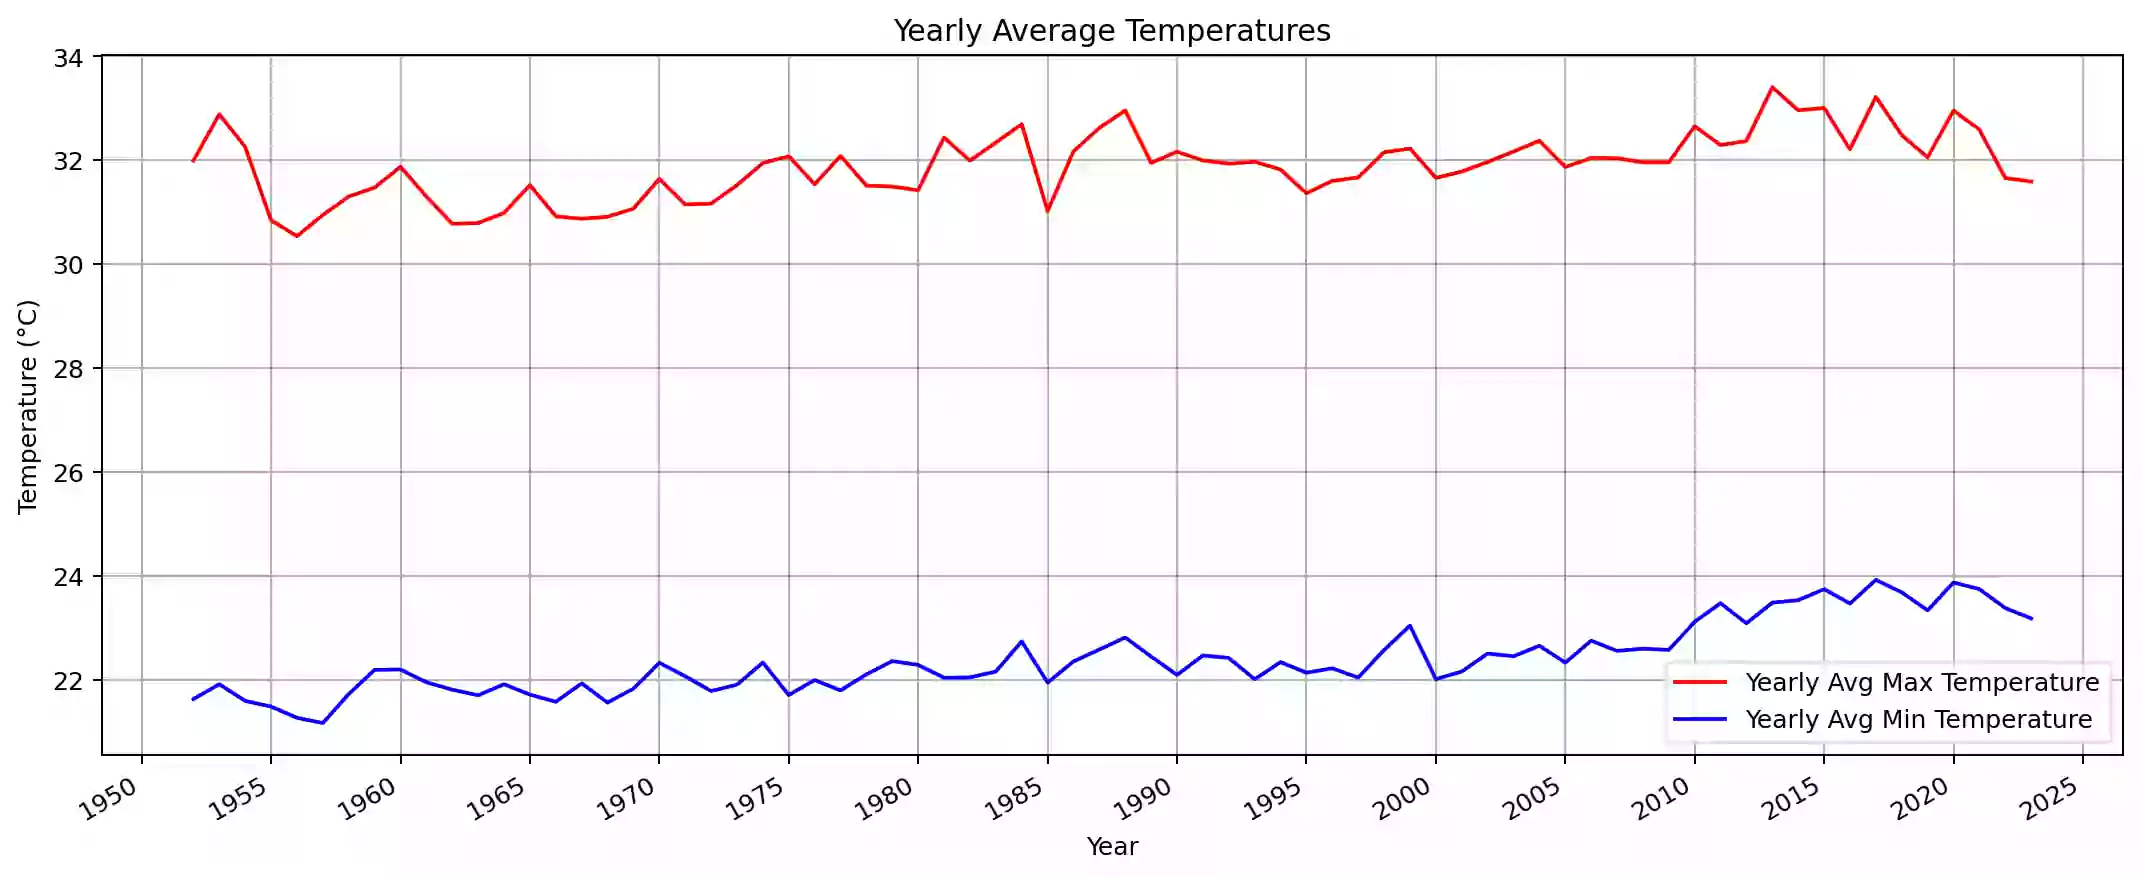 Yearly Average Temperatures
34
32
30
28
26
24
22
Temperature (°C)
Yearly Avg Max Temperature
Yearly Avg Min Temperature
1950 1955 1960 1965 1970 1975 1980 1985 1990 1995 2000 2005 2010 2015 2020 2025
Year